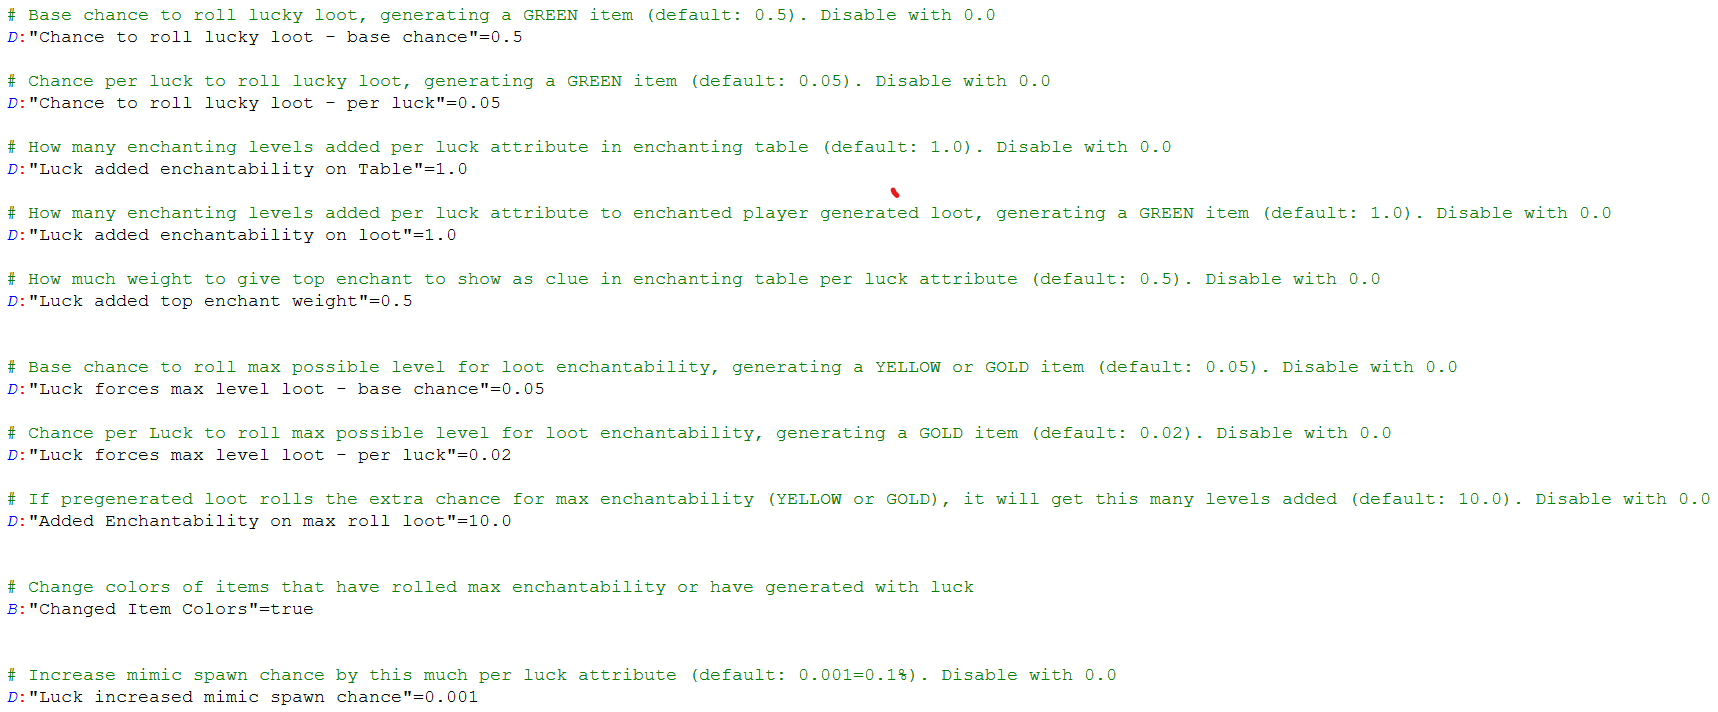 # Base chance to roll lucky loot, generating a GREEN item (default: 0.5). Disable with 0.0
D:"Chance to roll lucky loot - base chance"=0.5
# Chance per luck to roll lucky loot, generating a GREEN item (default: 0.05). Disable with 0.0
D:"Chance to roll lucky loot - per luck"=0.05
# How many enchanting levels added per luck attribute in enchanting table (default: 1.0). Disable with 0.0
D:"Luck added enchantability on Table"=1.0
# How many enchanting levels added per luck attribute to enchanted player generated loot, generating a GREEN item (default: 1.0). Disable with 0.0
D:"Luck added enchantability on loot"=1.0
# How much weight to give top enchant to show as clue in enchanting table per luck attribute (default: 0.5). Disable with 0.0
D:"Luck added top enchant weight"=0.5
# Base chance to roll max possible level for loot enchantability, generating a YELLOW or GOLD item (default: 0.05). Disable with 0.0
D:"Luck forces max level loot - base chance"=0.05
# Chance per Luck to roll max possible level for loot enchantability, generating a GOLD item (default: 0.02). Disable with 0.0
D:"Luck forces max level loot - per luck"=0.02
# If pregenerated loot rolls the extra chance for max enchantability (YELLOW or GOLD), it will get this many levels added (default: 10.0). Disable with 0.0
D:"Added Enchantability on max roll loot"=10.0
# Change colors of items that have rolled max enchantability or have generated with luck
B:"Changed Item Colors"=true
# Increase mimic spawn chance by this much per luck attribute (default: 0.001=0.1%). Disable with 0.0
D:"Luck increased mimic spawn chance"=0.001